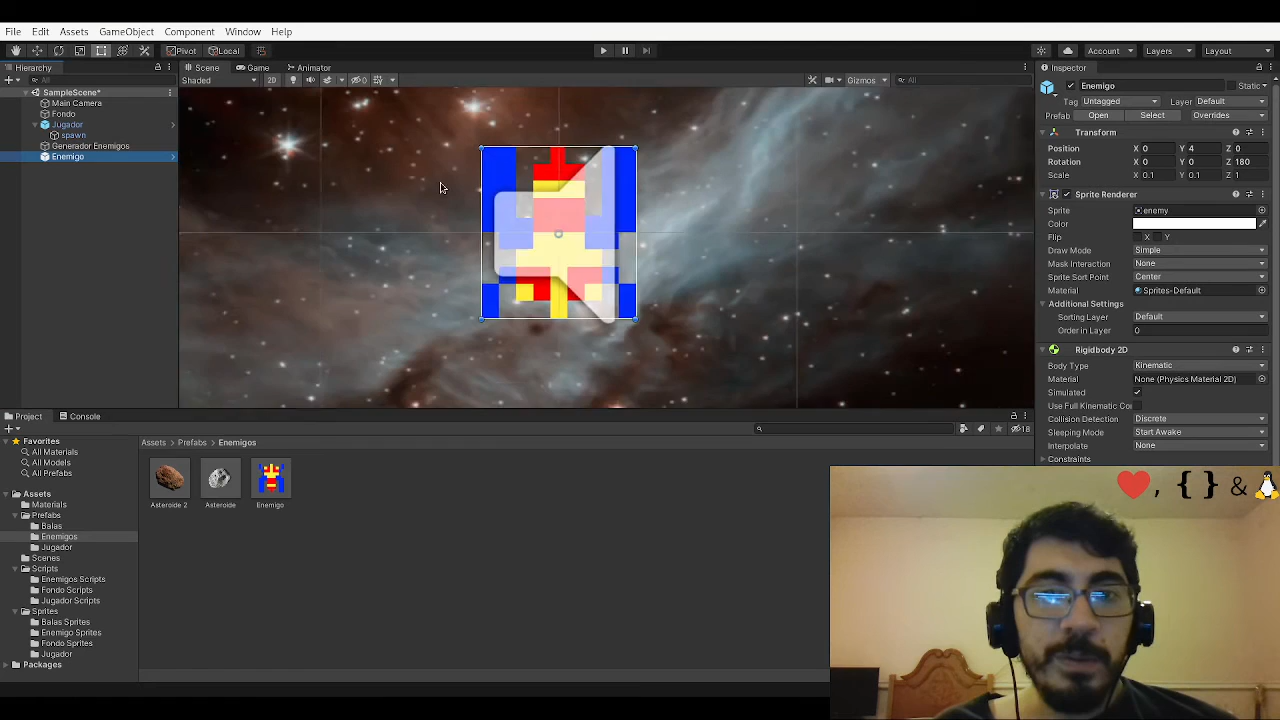 File Edit Assets GameObject Component Window Help
Pivot Local Account Layers Layout
Hierarchy
All
SampleScene*
Main Camera
Fondo
Jugador
spawn
Generador Enemigos
Enemigo
Scene Game Animator
Shaded 2D 0 Gizmos All
Inspector
Enemigo Static
Tag Untagged Layer Default
Prefab Open Select Overrides
Transform
Position X 0 Y 4 Z 0
Rotation X 0 Y 0 Z 180
Scale X 0.1 Y 0.1 Z 1
Sprite Renderer
Sprite enemy
Color
Flip X Y
Draw Mode Simple
Mask Interaction None
Sprite Sort Point Center
Material Sprites-Default
Additional Settings
Sorting Layer Default
Order in Layer 0
Rigidbody 2D
Body Type Kinematic
Material None (Physics Material 2D)
Simulated
Use Full Kinematic Co
Collision Detection Discrete
Sleeping Mode Start Awake
Interpolate None
Constraints
Project Console
18
Favorites
All Materials
All Models
All Prefabs
Assets
Materials
Prefabs
Balas
Enemigos
Jugador
Scenes
Scripts
Enemigos Scripts
Fondo Scripts
Jugador Scripts
Sprites
Balas Sprites
Enemigo Sprites
Fondo Sprites
Jugador
Packages
Assets Prefabs Enemigos
Asteroide 2 Asteroide Enemigo
, { } &